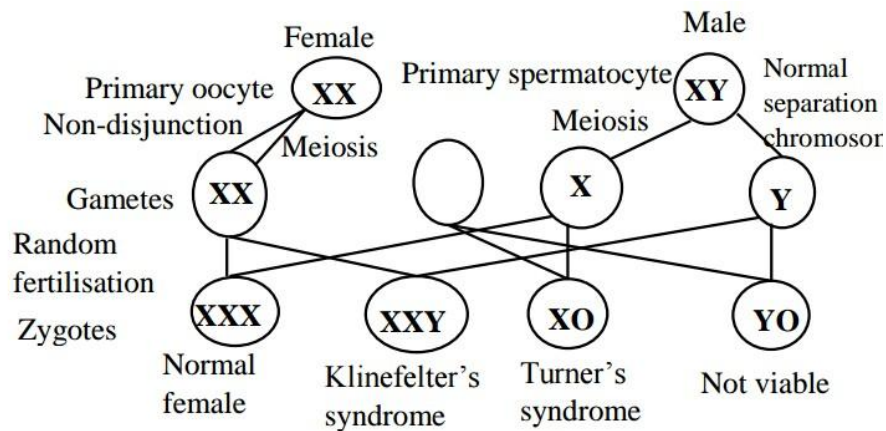 Female
Male
Primary oocyte
XX
Primary spermatocyte
XY
Normal
separation
chromoson
Non-disjunction
Meiosis
Meiosis
Gametes
XX
X
Y
Random
fertilisation
Zygotes
XXX
XXY
XO
YO
Normal
female
Klinefelter’s
syndrome
Turner’s
syndrome
Not viable